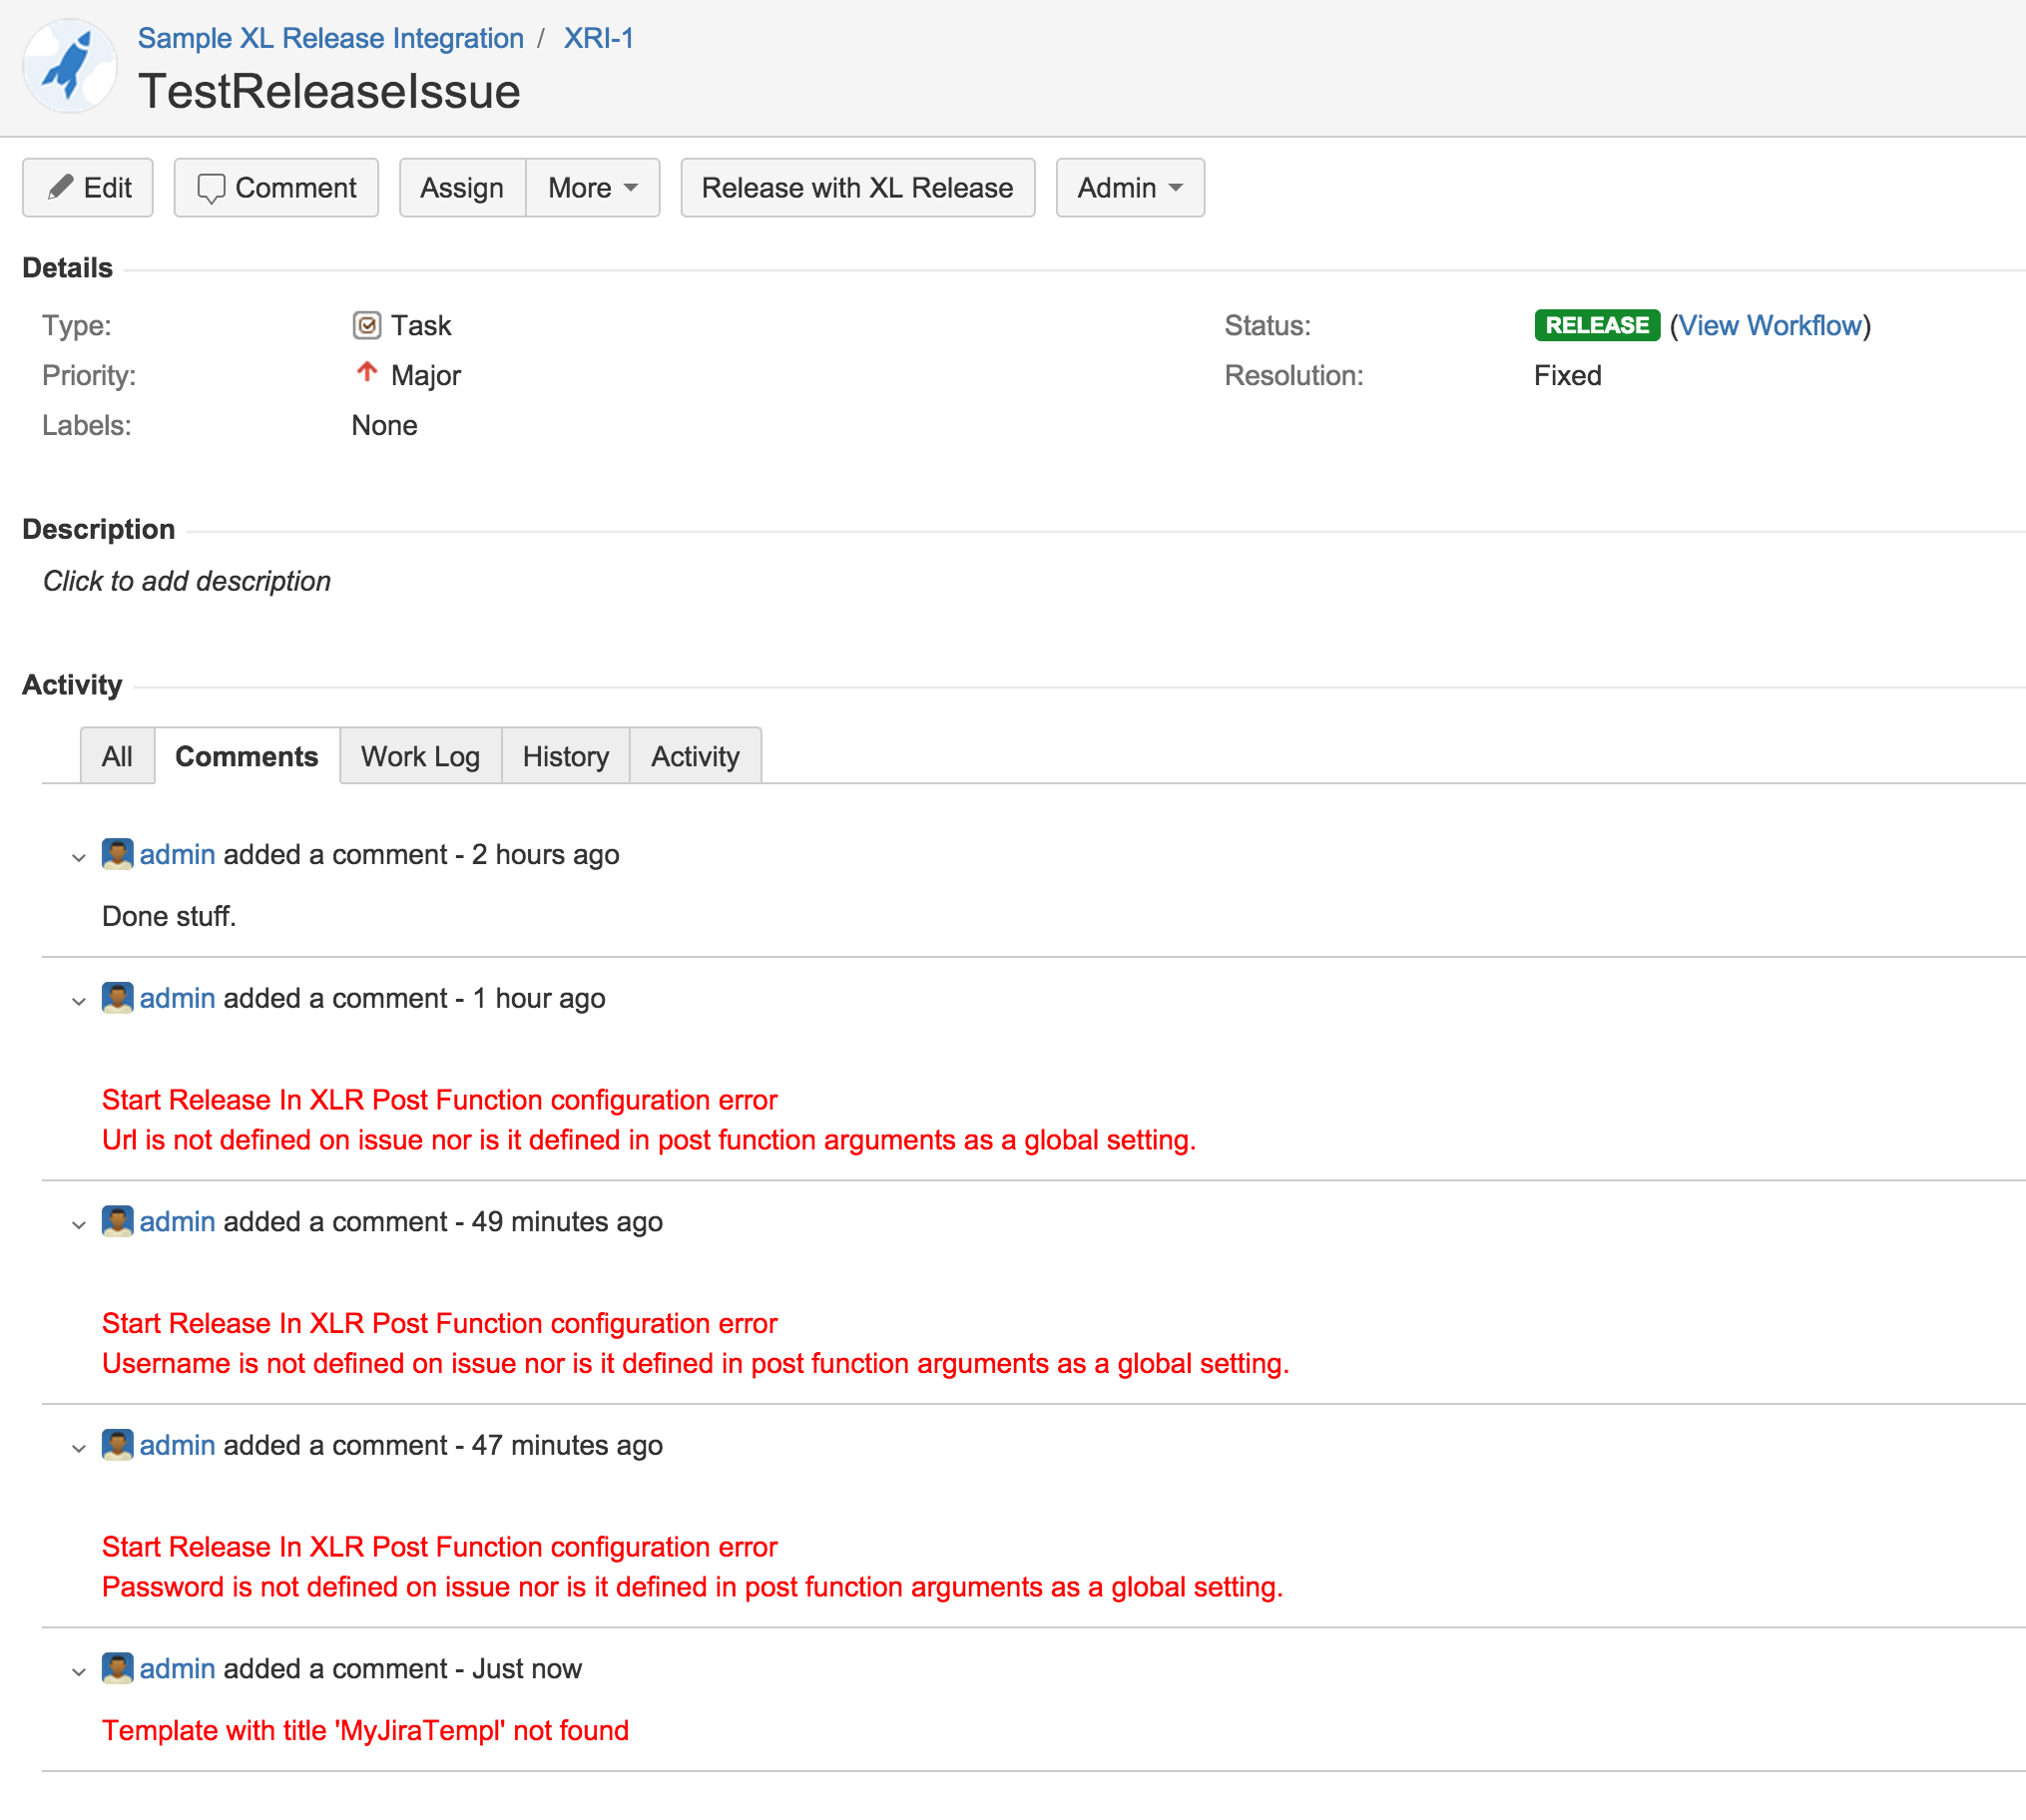 Sample XL Release Integration / XRI-1
TestReleaseIssue
Edit Comment Assign More Release with XL Release Admin
Details
Type: Task Status: RELEASE (View Workflow)
Priority: Major Resolution: Fixed
Labels: None
Description
Click to add description
Activity
All Comments Work Log History Activity
admin added a comment - 2 hours ago
Done stuff.
admin added a comment - 1 hour ago
Start Release In XLR Post Function configuration error
Url is not defined on issue nor is it defined in post function arguments as a global setting.
admin added a comment - 49 minutes ago
Start Release In XLR Post Function configuration error
Username is not defined on issue nor is it defined in post function arguments as a global setting.
admin added a comment - 47 minutes ago
Start Release In XLR Post Function configuration error
Password is not defined on issue nor is it defined in post function arguments as a global setting.
admin added a comment - Just now
Template with title 'MyJiraTempl' not found